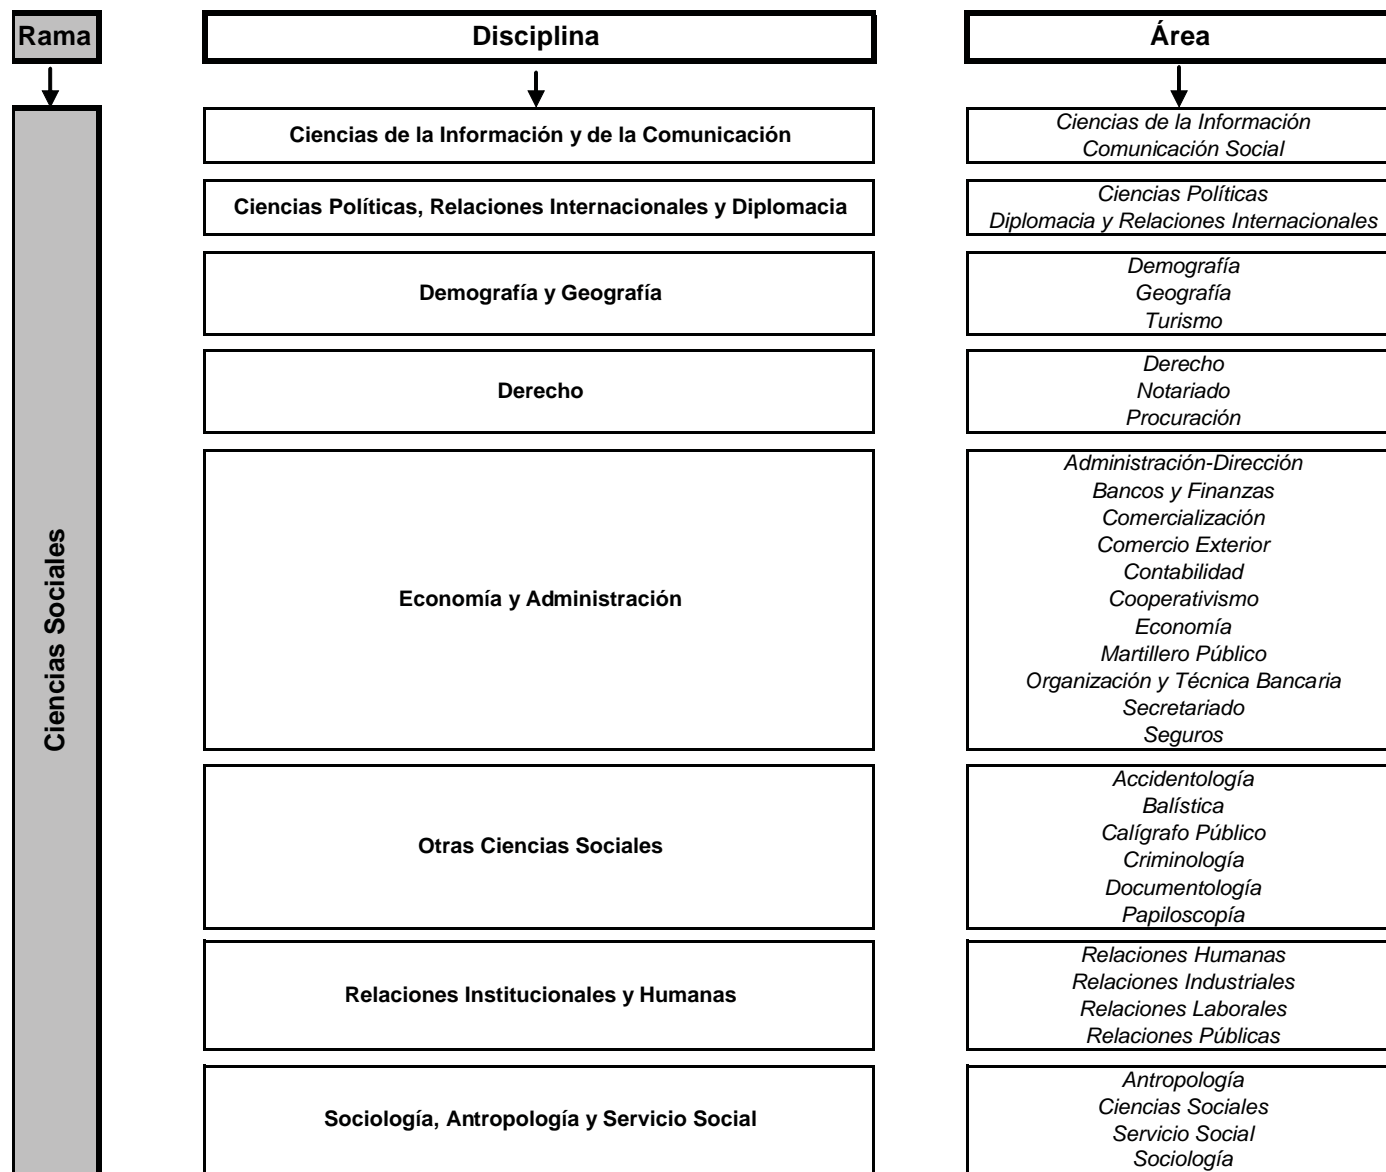 Rama
Disciplina
Área
Ciencias Sociales
Ciencias de la Información y de la Comunicación
Ciencias de la Información
Comunicación Social
Ciencias Políticas, Relaciones Internacionales y Diplomacia
Ciencias Políticas
Diplomacia y Relaciones Internacionales
Demografía y Geografía
Demografía
Geografía
Turismo
Derecho
Derecho
Notariado
Procuración
Economía y Administración
Administración-Dirección
Bancos y Finanzas
Comercialización
Comercio Exterior
Contabilidad
Cooperativismo
Economía
Martillero Público
Organización y Técnica Bancaria
Secretariado
Seguros
Otras Ciencias Sociales
Accidentología
Balística
Calígrafo Público
Criminología
Documentología
Papiloscopía
Relaciones Institucionales y Humanas
Relaciones Humanas
Relaciones Industriales
Relaciones Laborales
Relaciones Públicas
Sociología, Antropología y Servicio Social
Antropología
Ciencias Sociales
Servicio Social
Sociología